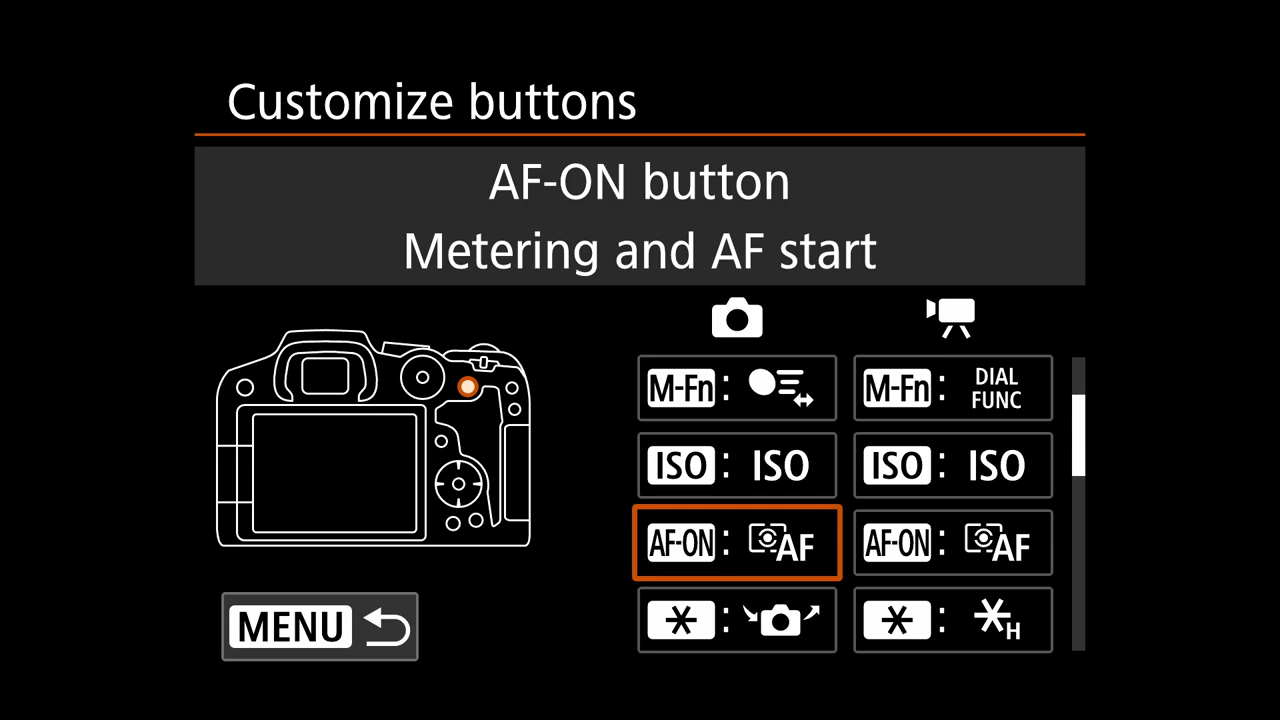 Customize buttons
AF-ON button
Metering and AF start
M-Fn : M-Fn : DIAL FUNC
ISO : ISO ISO : ISO
AF-ON : AF AF-ON : AF
* : * : *H
MENU